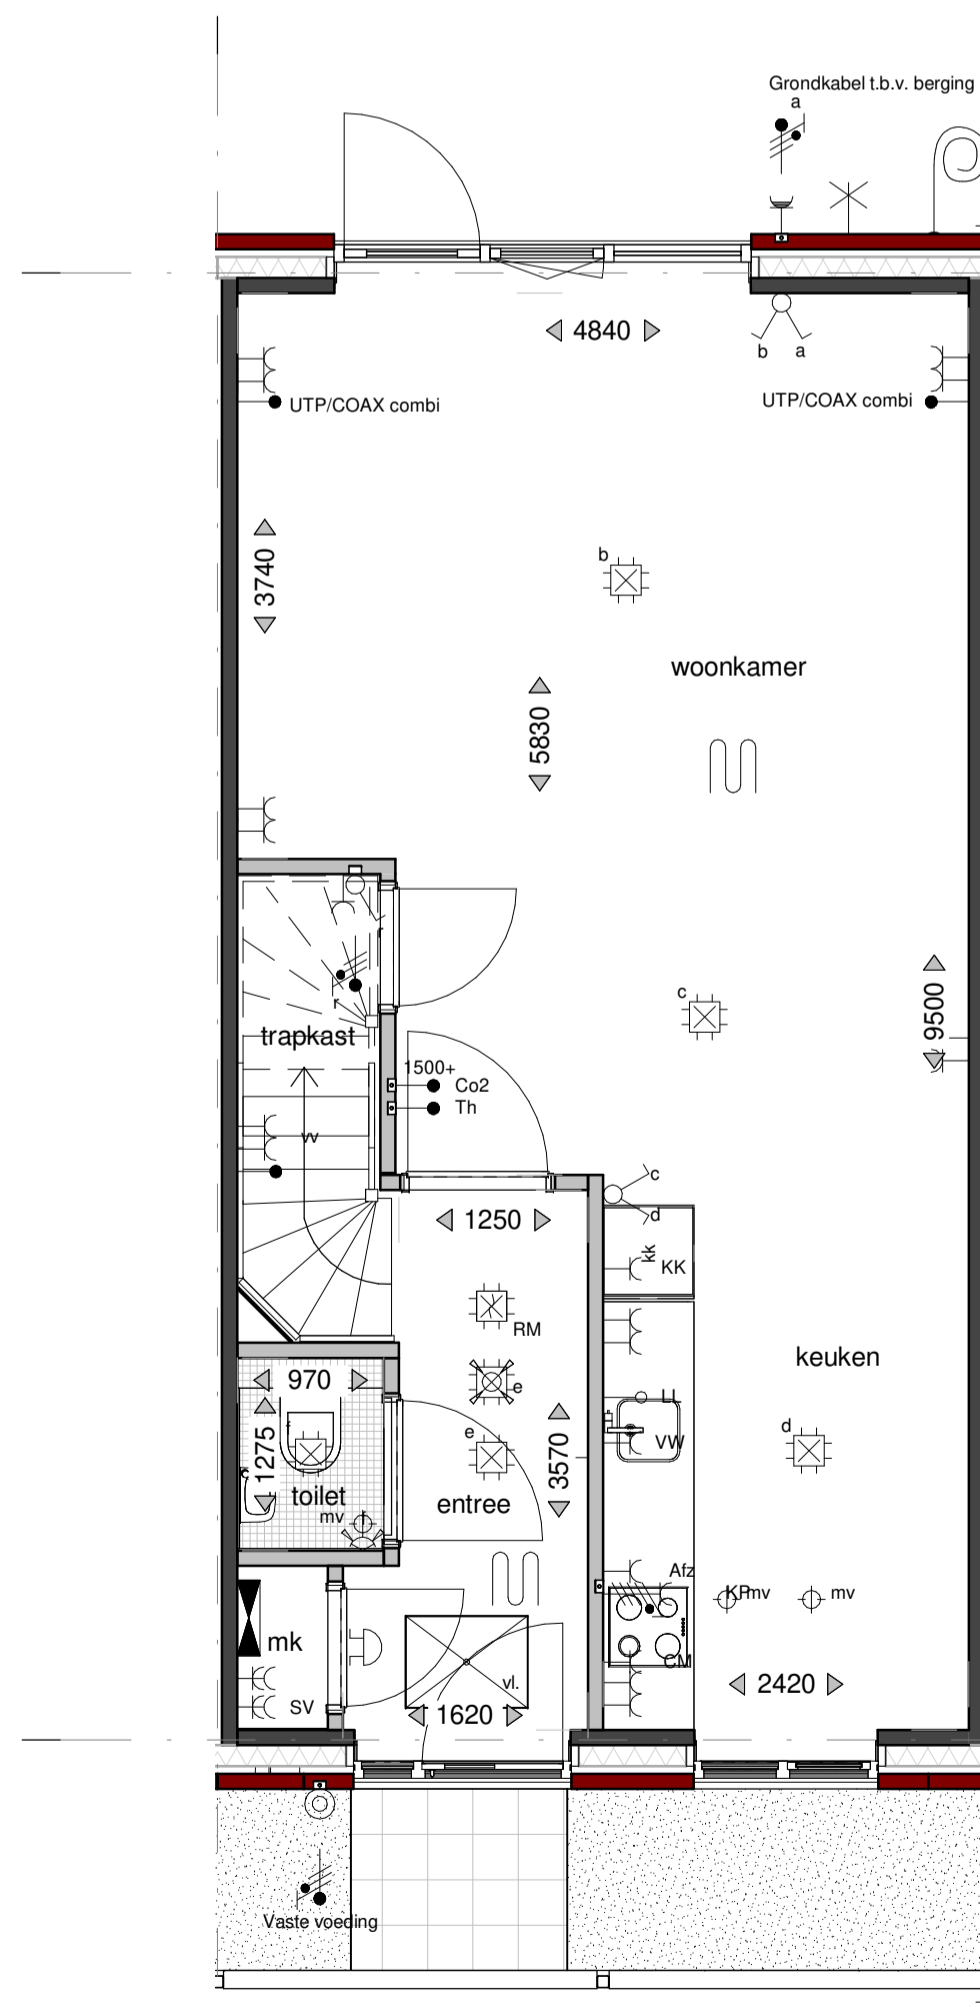 Grondkabel t.b.v. berging
a
4840
b a
UTP/COAX combi
UTP/COAX combi
3740
b
woonkamer
5830
c
9500
r
r
trapkast
1500+
Co2
Th
vv
c
d
1250
kk
KK
RM
keuken
970
e
LL
f
1275
e
3570
VW
d
c
toilet
mv
f
entree
Afz
KP mv
mv
mk
CM
vl.
SV
1620
2420
Vaste voeding